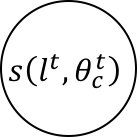 s(l^t, θ_c^t)